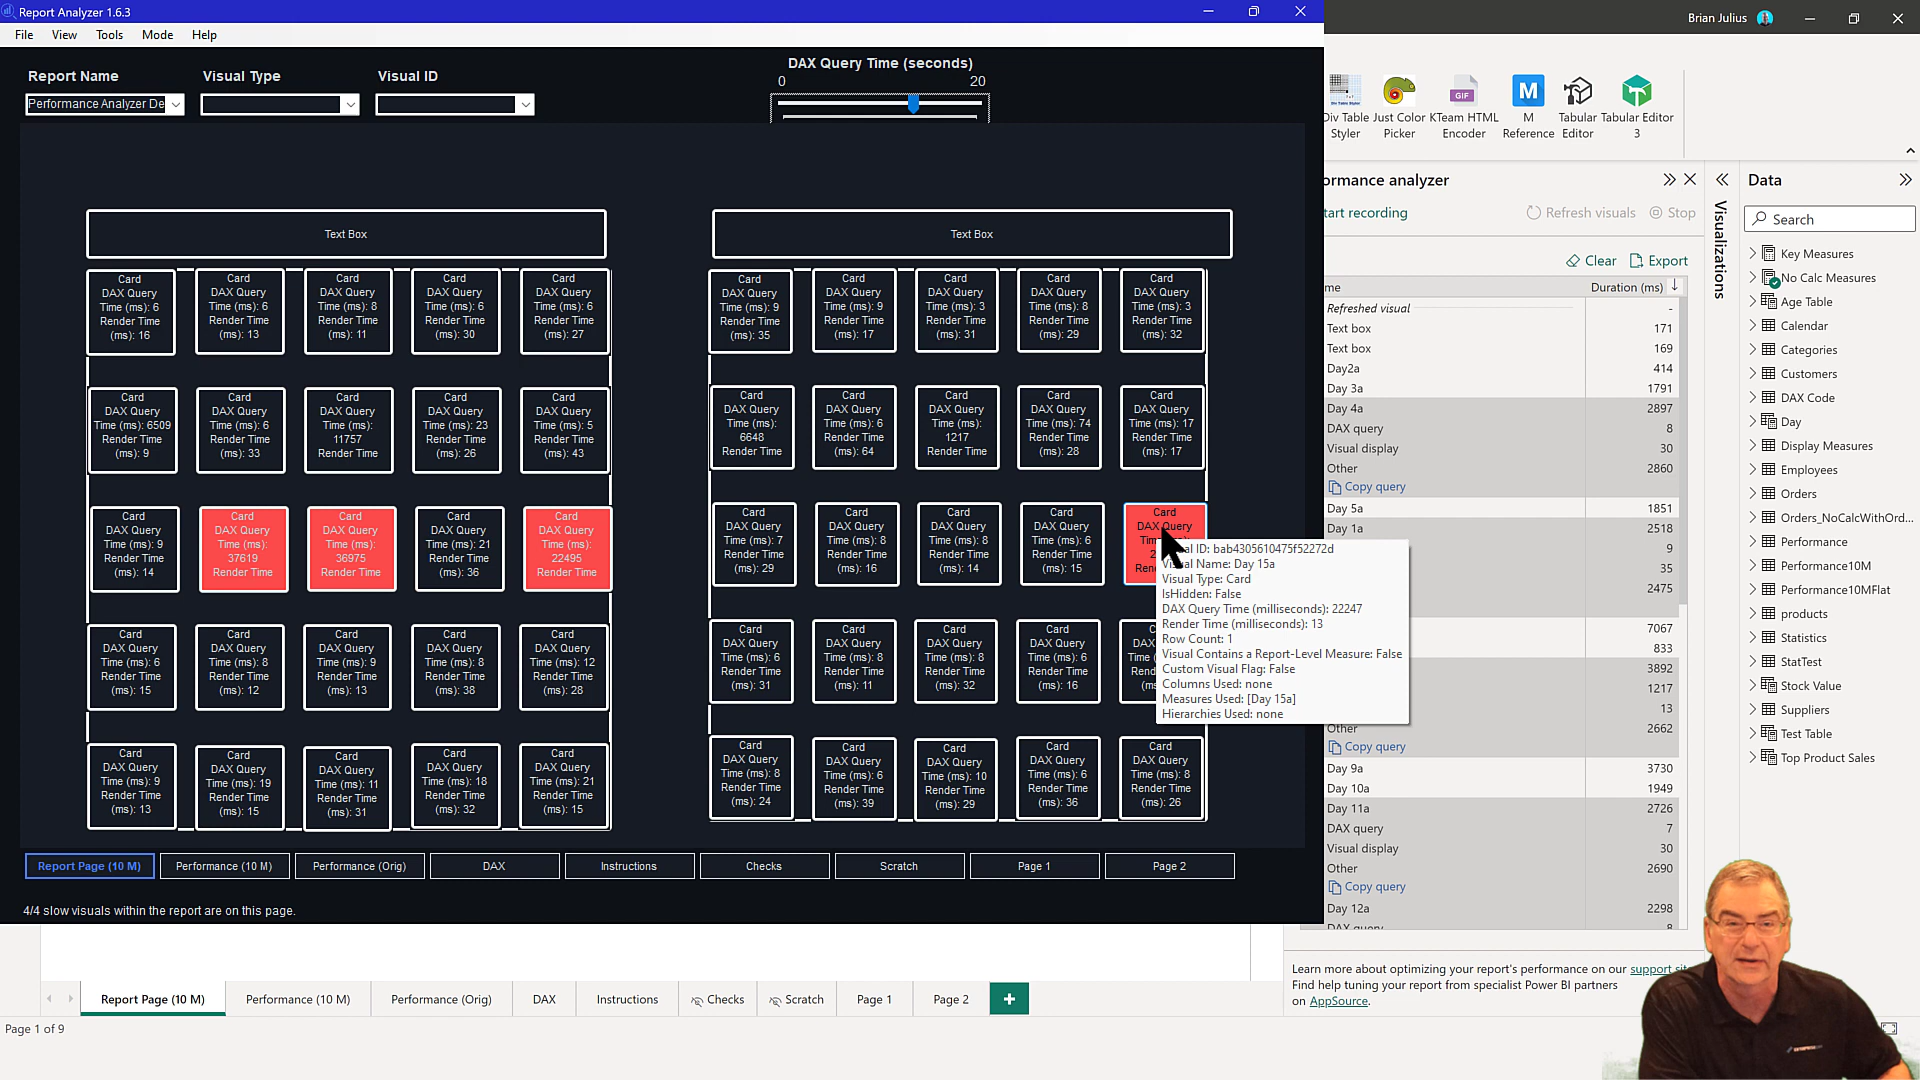 Report Analyzer 1.6.3
File View Tools Mode Help
Report Name
Visual Type
Visual ID
Performance Analyzer De
DAX Query Time (seconds)
0 20
Text Box
Text Box
Card
DAX Query
Time (ms): 6
Render Time
(ms): 16
Card
DAX Query
Time (ms): 6
Render Time
(ms): 13
Card
DAX Query
Time (ms): 8
Render Time
(ms): 11
Card
DAX Query
Time (ms): 6
Render Time
(ms): 30
Card
DAX Query
Time (ms): 6
Render Time
(ms): 27
Card
DAX Query
Time (ms): 9
Render Time
(ms): 35
Card
DAX Query
Time (ms): 9
Render Time
(ms): 17
Card
DAX Query
Time (ms): 3
Render Time
(ms): 31
Card
DAX Query
Time (ms): 8
Render Time
(ms): 29
Card
DAX Query
Time (ms): 3
Render Time
(ms): 32
Card
DAX Query
Time (ms): 6509
Render Time
(ms): 9
Card
DAX Query
Time (ms): 6
Render Time
(ms): 33
Card
DAX Query
Time (ms):
11757
Render Time
Card
DAX Query
Time (ms): 23
Render Time
(ms): 26
Card
DAX Query
Time (ms): 5
Render Time
(ms): 43
Card
DAX Query
Time (ms):
6648
Render Time
Card
DAX Query
Time (ms): 6
Render Time
(ms): 64
Card
DAX Query
Time (ms):
1217
Render Time
Card
DAX Query
Time (ms): 74
Render Time
(ms): 28
Card
DAX Query
Time (ms): 17
Render Time
(ms): 17
Card
DAX Query
Time (ms): 9
Render Time
(ms): 14
Card
DAX Query
Time (ms):
37619
Render Time
Card
DAX Query
Time (ms):
36975
Render Time
Card
DAX Query
Time (ms): 21
Render Time
(ms): 36
Card
DAX Query
Time (ms):
22495
Render Time
Card
DAX Query
Time (ms): 7
Render Time
(ms): 29
Card
DAX Query
Time (ms): 8
Render Time
(ms): 16
Card
DAX Query
Time (ms): 8
Render Time
(ms): 14
Card
DAX Query
Time (ms): 6
Render Time
(ms): 15
Card
DAX Query
Visual ID: bab4305610475f52272d
Visual Name: Day 15a
Visual Type: Card
IsHidden: False
DAX Query Time (milliseconds): 22247
Render Time (milliseconds): 13
Row Count: 1
Visual Contains a Report-Level Measure: False
Custom Visual Flag: False
Columns Used: none
Measures Used: [Day 15a]
Hierarchies Used: none
Card
DAX Query
Time (ms): 6
Render Time
(ms): 15
Card
DAX Query
Time (ms): 8
Render Time
(ms): 12
Card
DAX Query
Time (ms): 9
Render Time
(ms): 13
Card
DAX Query
Time (ms): 8
Render Time
(ms): 38
Card
DAX Query
Time (ms): 12
Render Time
(ms): 28
Card
DAX Query
Time (ms): 6
Render Time
(ms): 31
Card
DAX Query
Time (ms): 8
Render Time
(ms): 11
Card
DAX Query
Time (ms): 8
Render Time
(ms): 32
Card
DAX Query
Time (ms): 6
Render Time
(ms): 16
Card
DAX Query
Time (ms): 9
Render Time
(ms): 13
Card
DAX Query
Time (ms): 19
Render Time
(ms): 15
Card
DAX Query
Time (ms): 11
Render Time
(ms): 31
Card
DAX Query
Time (ms): 18
Render Time
(ms): 32
Card
DAX Query
Time (ms): 21
Render Time
(ms): 15
Card
DAX Query
Time (ms): 8
Render Time
(ms): 24
Card
DAX Query
Time (ms): 6
Render Time
(ms): 39
Card
DAX Query
Time (ms): 10
Render Time
(ms): 29
Card
DAX Query
Time (ms): 6
Render Time
(ms): 36
Card
DAX Query
Time (ms): 8
Render Time
(ms): 26
Report Page (10 M) Performance (10 M) Performance (Orig) DAX Instructions Checks Scratch Page 1 Page 2
4/4 slow visuals within the report are on this page.
Report Page (10 M) Performance (10 M) Performance (Orig) DAX Instructions Checks Scratch Page 1 Page 2 +
Page 1 of 9
Brian Julius
Div Table
Styler
Just Color
Picker
GIF
KTeam HTML
Encoder
M
M
Reference
Tabular
Editor
Tabular Editor
3
ormance analyzer
tart recording
Refresh visuals
Stop
Clear
Export
me Duration (ms)
Refreshed visual -
Text box 171
Text box 169
Day2a 414
Day 3a 1791
Day 4a 2897
DAX query 8
Visual display 30
Other 2860
Copy query
Day 5a 1851
Day 1a 2518
9
35
2475
7067
833
3892
1217
13
Other 2662
Copy query
Day 9a 3730
Day 10a 1949
Day 11a 2726
DAX query 7
Visual display 30
Other 2690
Copy query
Day 12a 2298
DAX query 8
Learn more about optimizing your report's performance on our support sit
Find help tuning your report from specialist Power BI partners
on AppSource.
Visualizations
Data
Search
Key Measures
No Calc Measures
Age Table
Calendar
Categories
Customers
DAX Code
Day
Display Measures
Employees
Orders
Orders_NoCalcWithOrd...
Performance
Performance10M
Performance10MFlat
products
Statistics
StatTest
Stock Value
Suppliers
Test Table
Top Product Sales